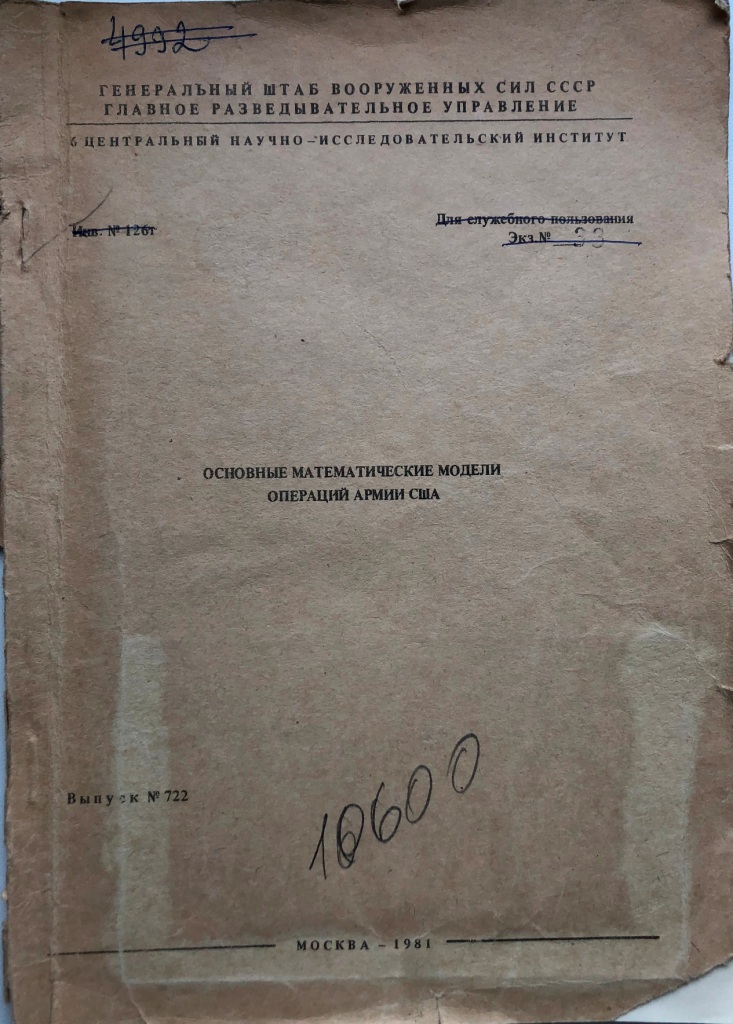 4992
ГЕНЕРАЛЬНЫЙ ШТАБ ВООРУЖЕННЫХ СИЛ СССР
ГЛАВНОЕ РАЗВЕДЫВАТЕЛЬНОЕ УПРАВЛЕНИЕ
6 ЦЕНТРАЛЬНЫЙ НАУЧНО-ИССЛЕДОВАТЕЛЬСКИЙ ИНСТИТУТ
Инв. № 126т
Для служебного пользования
Экз № 33
ОСНОВНЫЕ МАТЕМАТИЧЕСКИЕ МОДЕЛИ
ОПЕРАЦИЙ АРМИИ США
Выпуск № 722
10600
МОСКВА – 1981